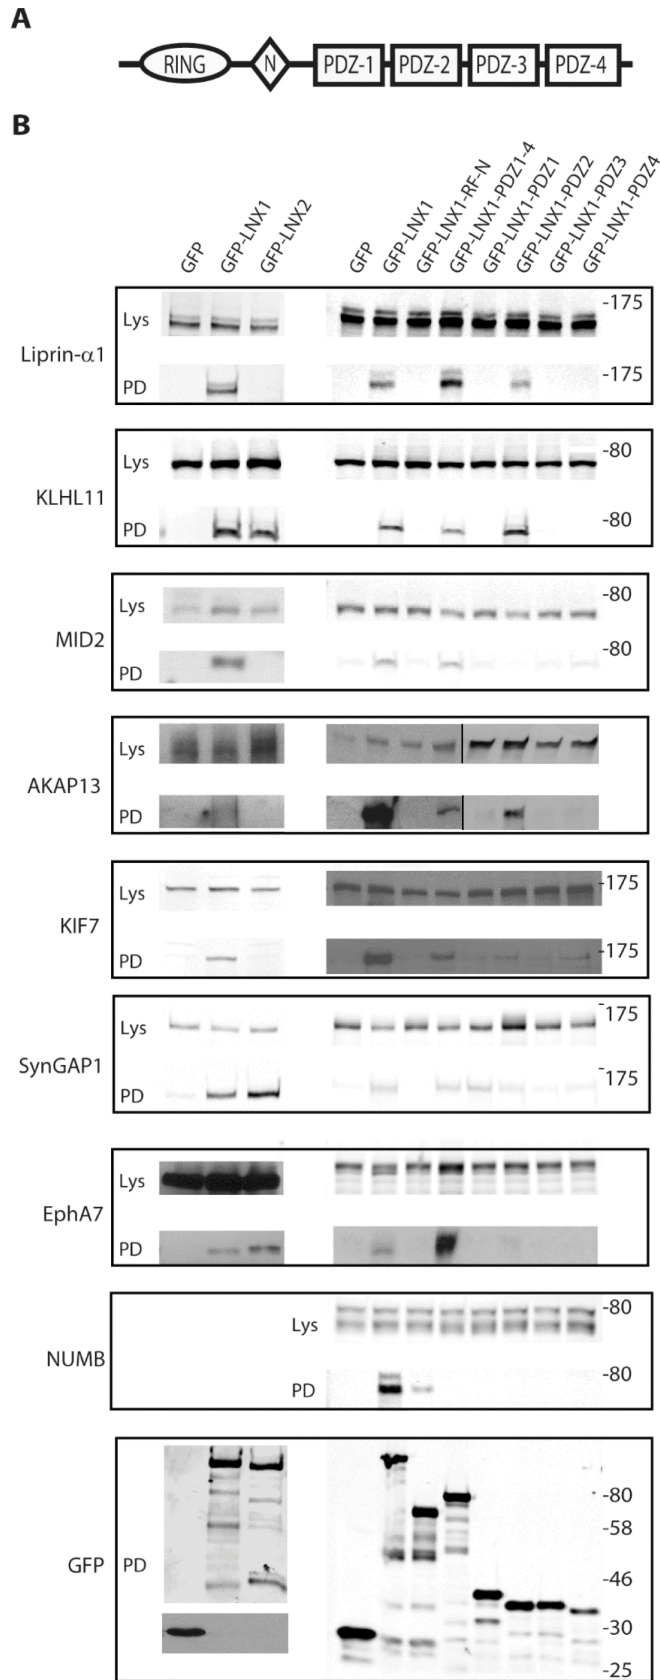 A
RING N PDZ-1 PDZ-2 PDZ-3 PDZ-4
B
GFP GFP-LNX1 GFP-LNX2 GFP GFP-LNX1 GFP-LNX1-RF-N GFP-LNX1-PDZ1-4 GFP-LNX1-PDZ1 GFP-LNX1-PDZ2 GFP-LNX1-PDZ3 GFP-LNX1-PDZ4
Lys -175
Liprin-α1
PD -175
Lys -80
KLHL11
PD -80
Lys -80
MID2
PD -80
Lys
AKAP13
PD
Lys -175
KIF7
PD -175
Lys -175
SynGAP1
PD -175
Lys
EphA7
PD
Lys -80
NUMB
PD -80
GFP PD
-80
-58
-46
-30
-25